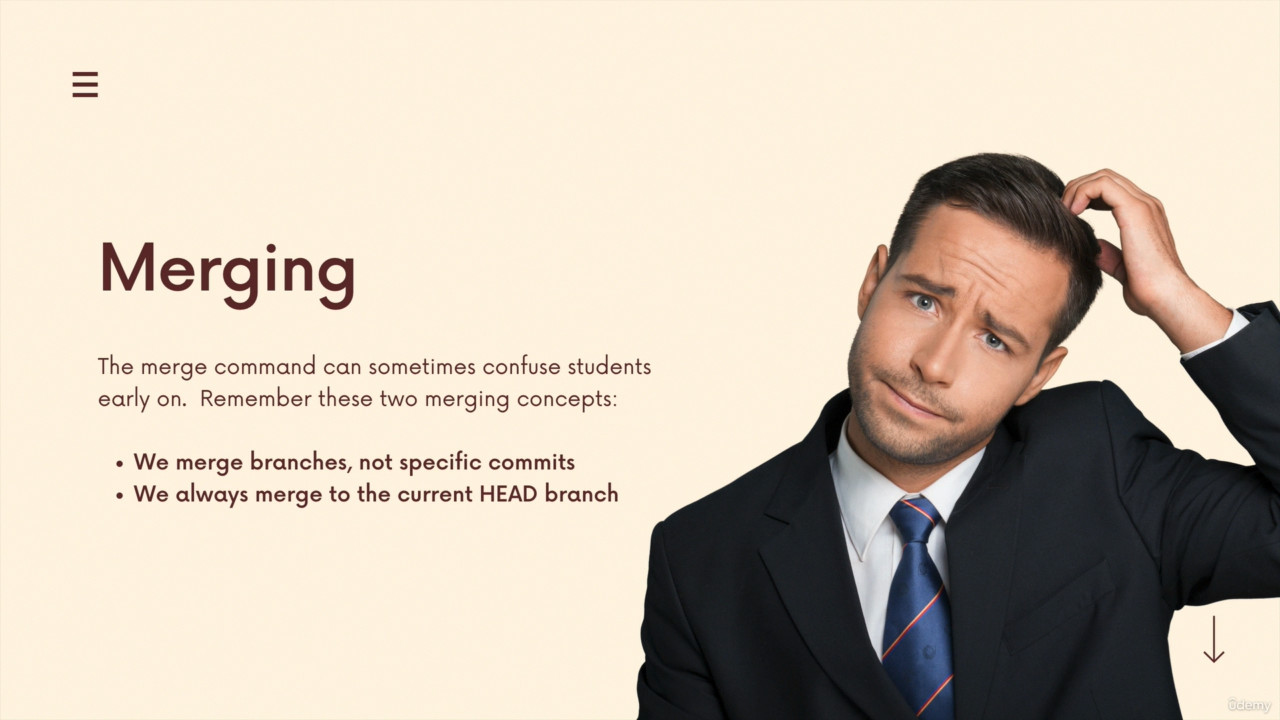 Merging
The merge command can sometimes confuse students
early on. Remember these two merging concepts:
• We merge branches, not specific commits
• We always merge to the current HEAD branch
ûdemy